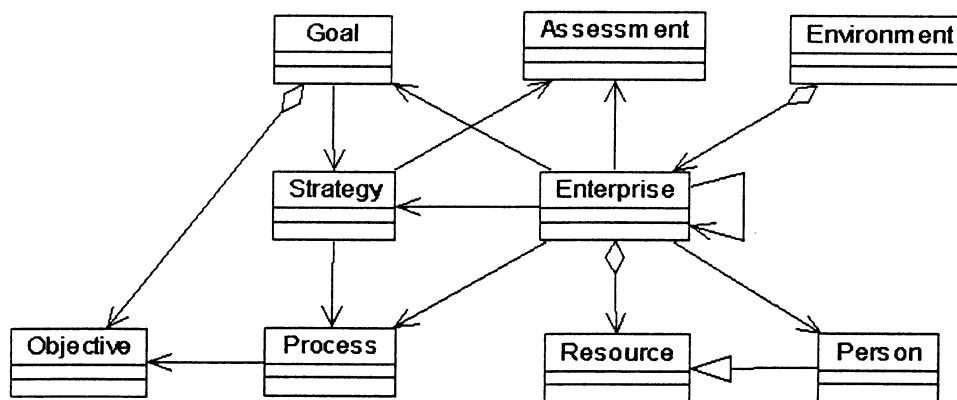 Goal
Assessment
Environment
Strategy
Enterprise
Objective
Process
Resource
Person